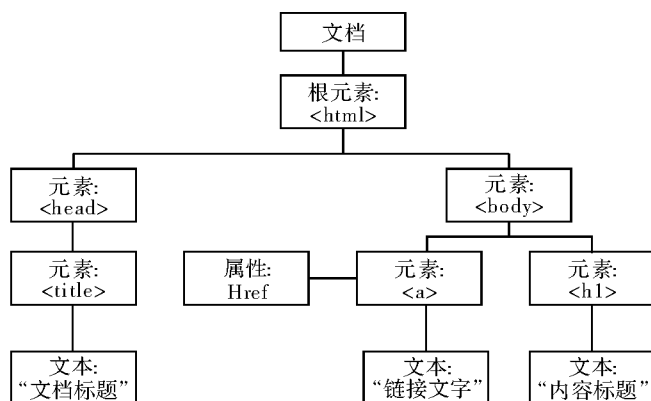 文档
根元素:
<html>
元素:
<head>
元素:
<body>
元素:
<title>
属性:
Href
元素:
<a>
元素:
<h1>
文本:
“文档标题”
文本:
“链接文字”
文本:
“内容标题”